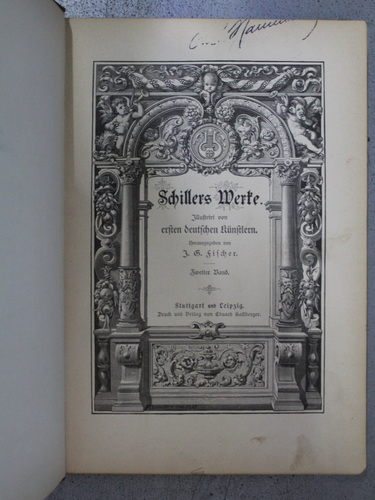 Schillers Werke.
Illustrirt von
ersten deutschen Künstlern.
Herausgegeben von
J. G. Fischer.
Zweiter Band.
Stuttgart und Leipzig.
Druck und Verlag von Eduard Hallberger.